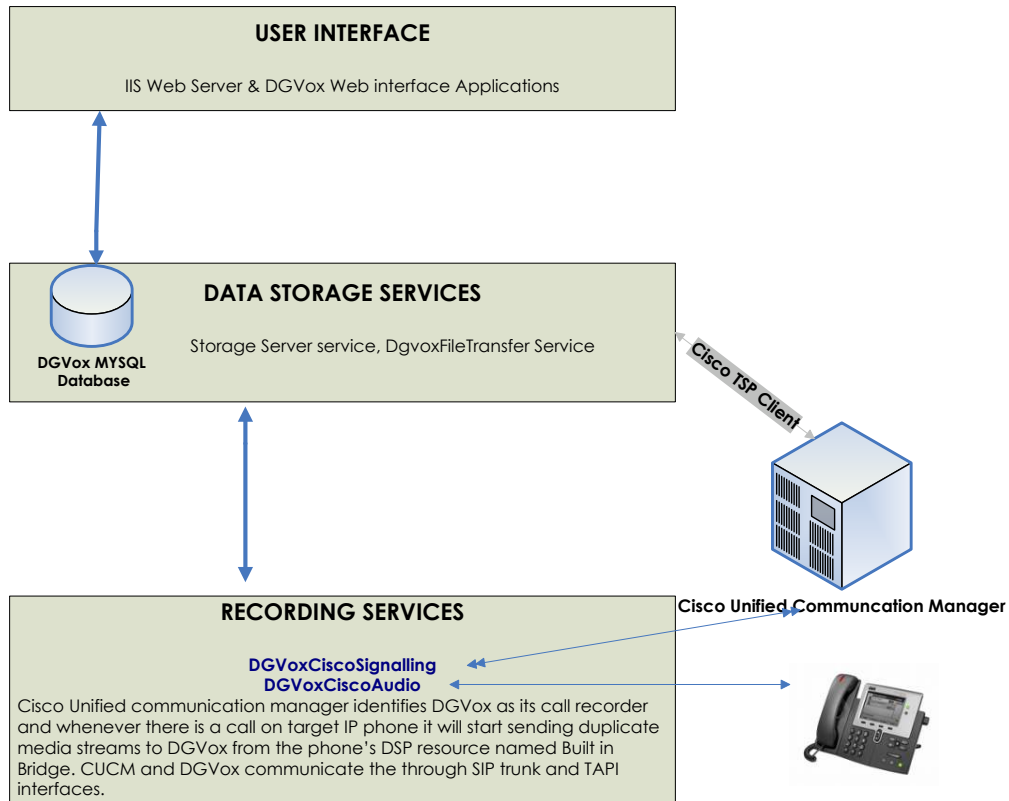 USER INTERFACE
IIS Web Server & DGVox Web interface Applications
DATA STORAGE SERVICES
Storage Server service, DgvoxFileTransfer Service
DGVox MYSQL
Database
Cisco TSP Client
Cisco Unified Communcation Manager
RECORDING SERVICES
DGVoxCiscoSignalling
DGVoxCiscoAudio
Cisco Unified communication manager identifies DGVox as its call recorder
and whenever there is a call on target IP phone it will start sending duplicate
media streams to DGVox from the phone's DSP resource named Built in
Bridge. CUCM and DGVox communicate the through SIP trunk and TAPI
interfaces.